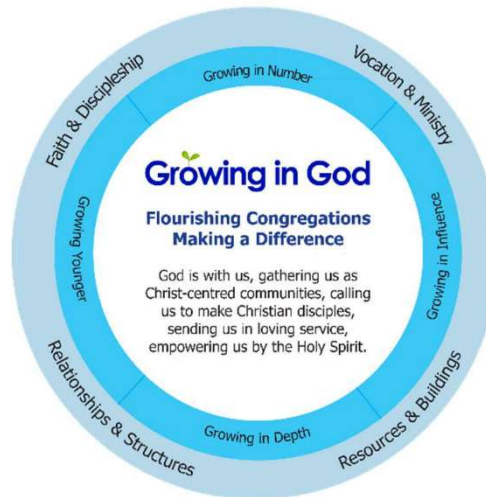 Faith & Discipleship
Vocation & Ministry
Growing in Number
Growing in God
Flourishing Congregations
Making a Difference
God is with us, gathering us as
Christ-centred communities, calling
us to make Christian disciples,
sending us in loving service,
empowering us by the Holy Spirit.
Growing Younger
Growing in Influence
Growing in Depth
Relationships & Structures
Resources & Buildings